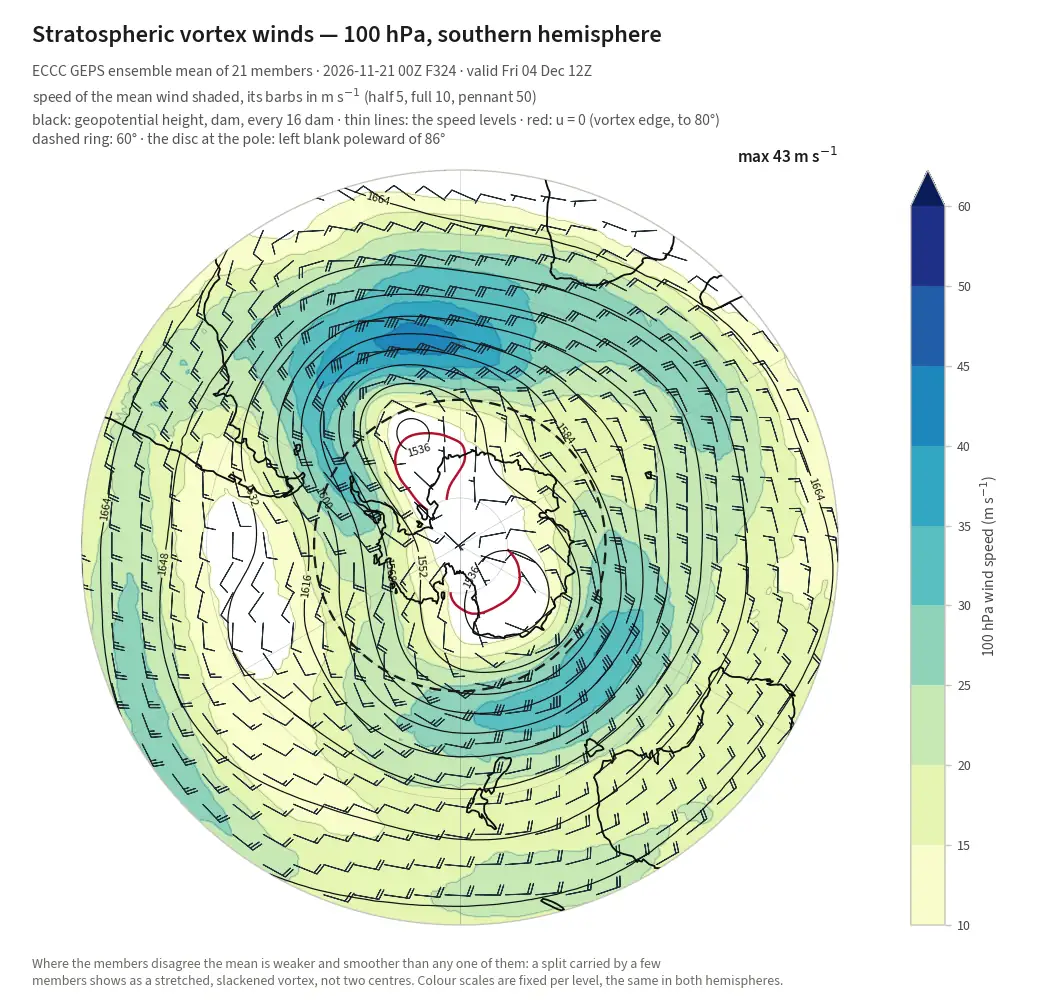 Stratospheric vortex winds — 100 hPa, southern hemisphere
ECCC GEPS ensemble mean of 21 members · 2026-11-21 00Z F324 · valid Fri 04 Dec 12Z
speed of the mean wind shaded, its barbs in m s⁻¹ (half 5, full 10, pennant 50)
black: geopotential height, dam, every 16 dam · thin lines: the speed levels · red: u = 0 (vortex edge, to 80°)
dashed ring: 60° · the disc at the pole: left blank poleward of 86°
max 43 m s⁻¹
1664
1536
1584
1600
1664
1664
1648
1616
1552
1568
1536
60
50
45
40
35
30
25
20
15
10
100 hPa wind speed (m s⁻¹)
Where the members disagree the mean is weaker and smoother than any one of them: a split carried by a few
members shows as a stretched, slackened vortex, not two centres. Colour scales are fixed per level, the same in both hemispheres.